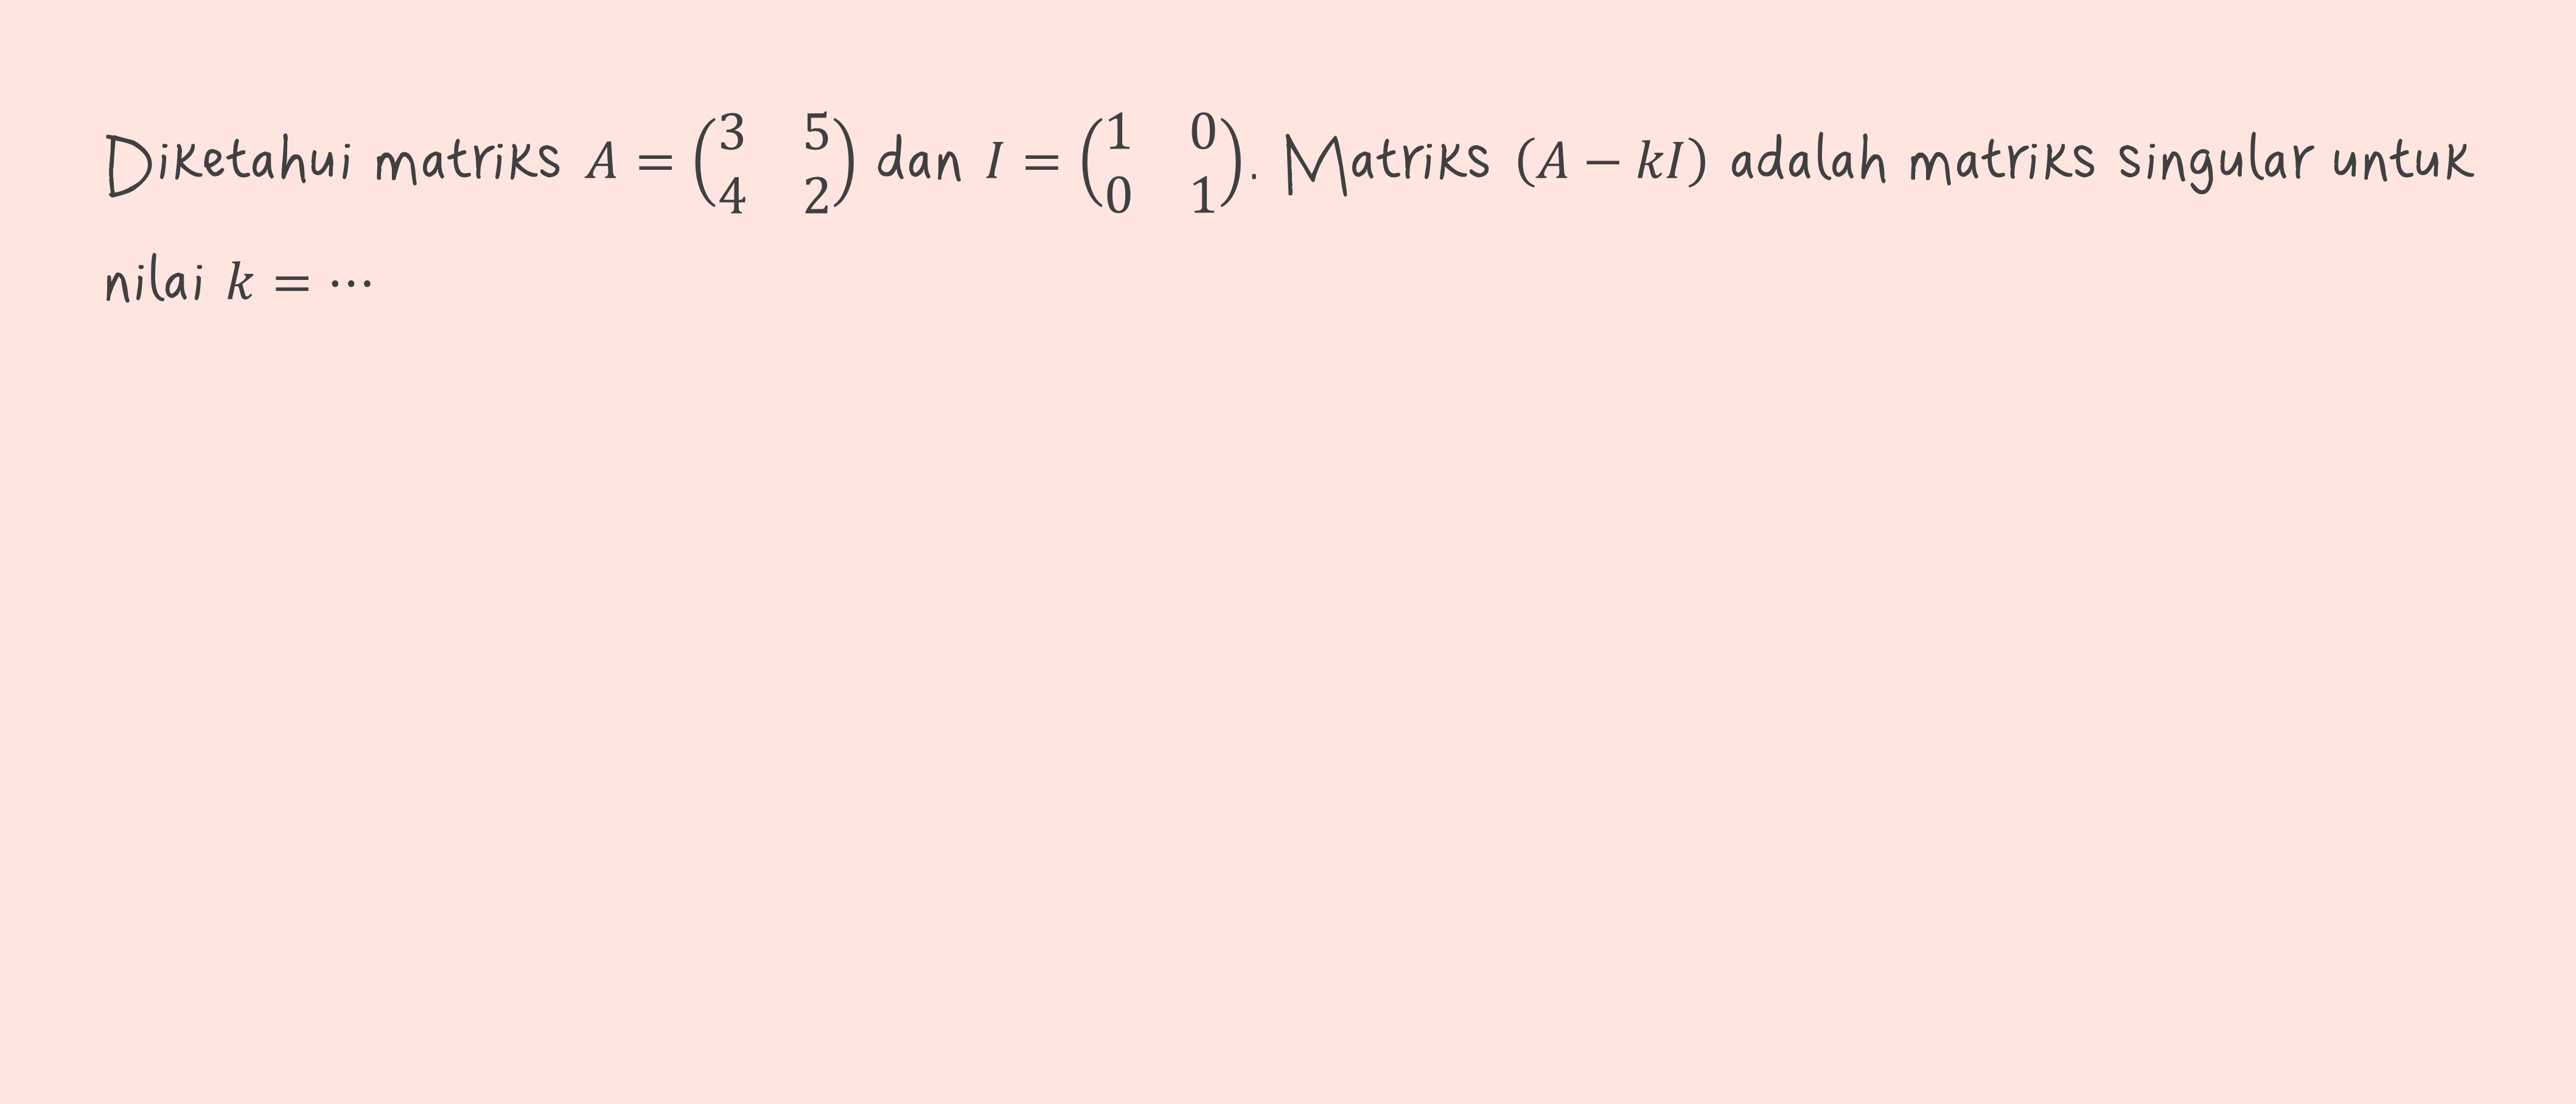 Diketahui matriks $A = \begin{pmatrix} 3 & 5 \\ 4 & 2 \end{pmatrix}$ dan $I = \begin{pmatrix} 1 & 0 \\ 0 & 1 \end{pmatrix}$. Matriks $(A - kI)$ adalah matriks singular untuk
nilai $k = \cdots$